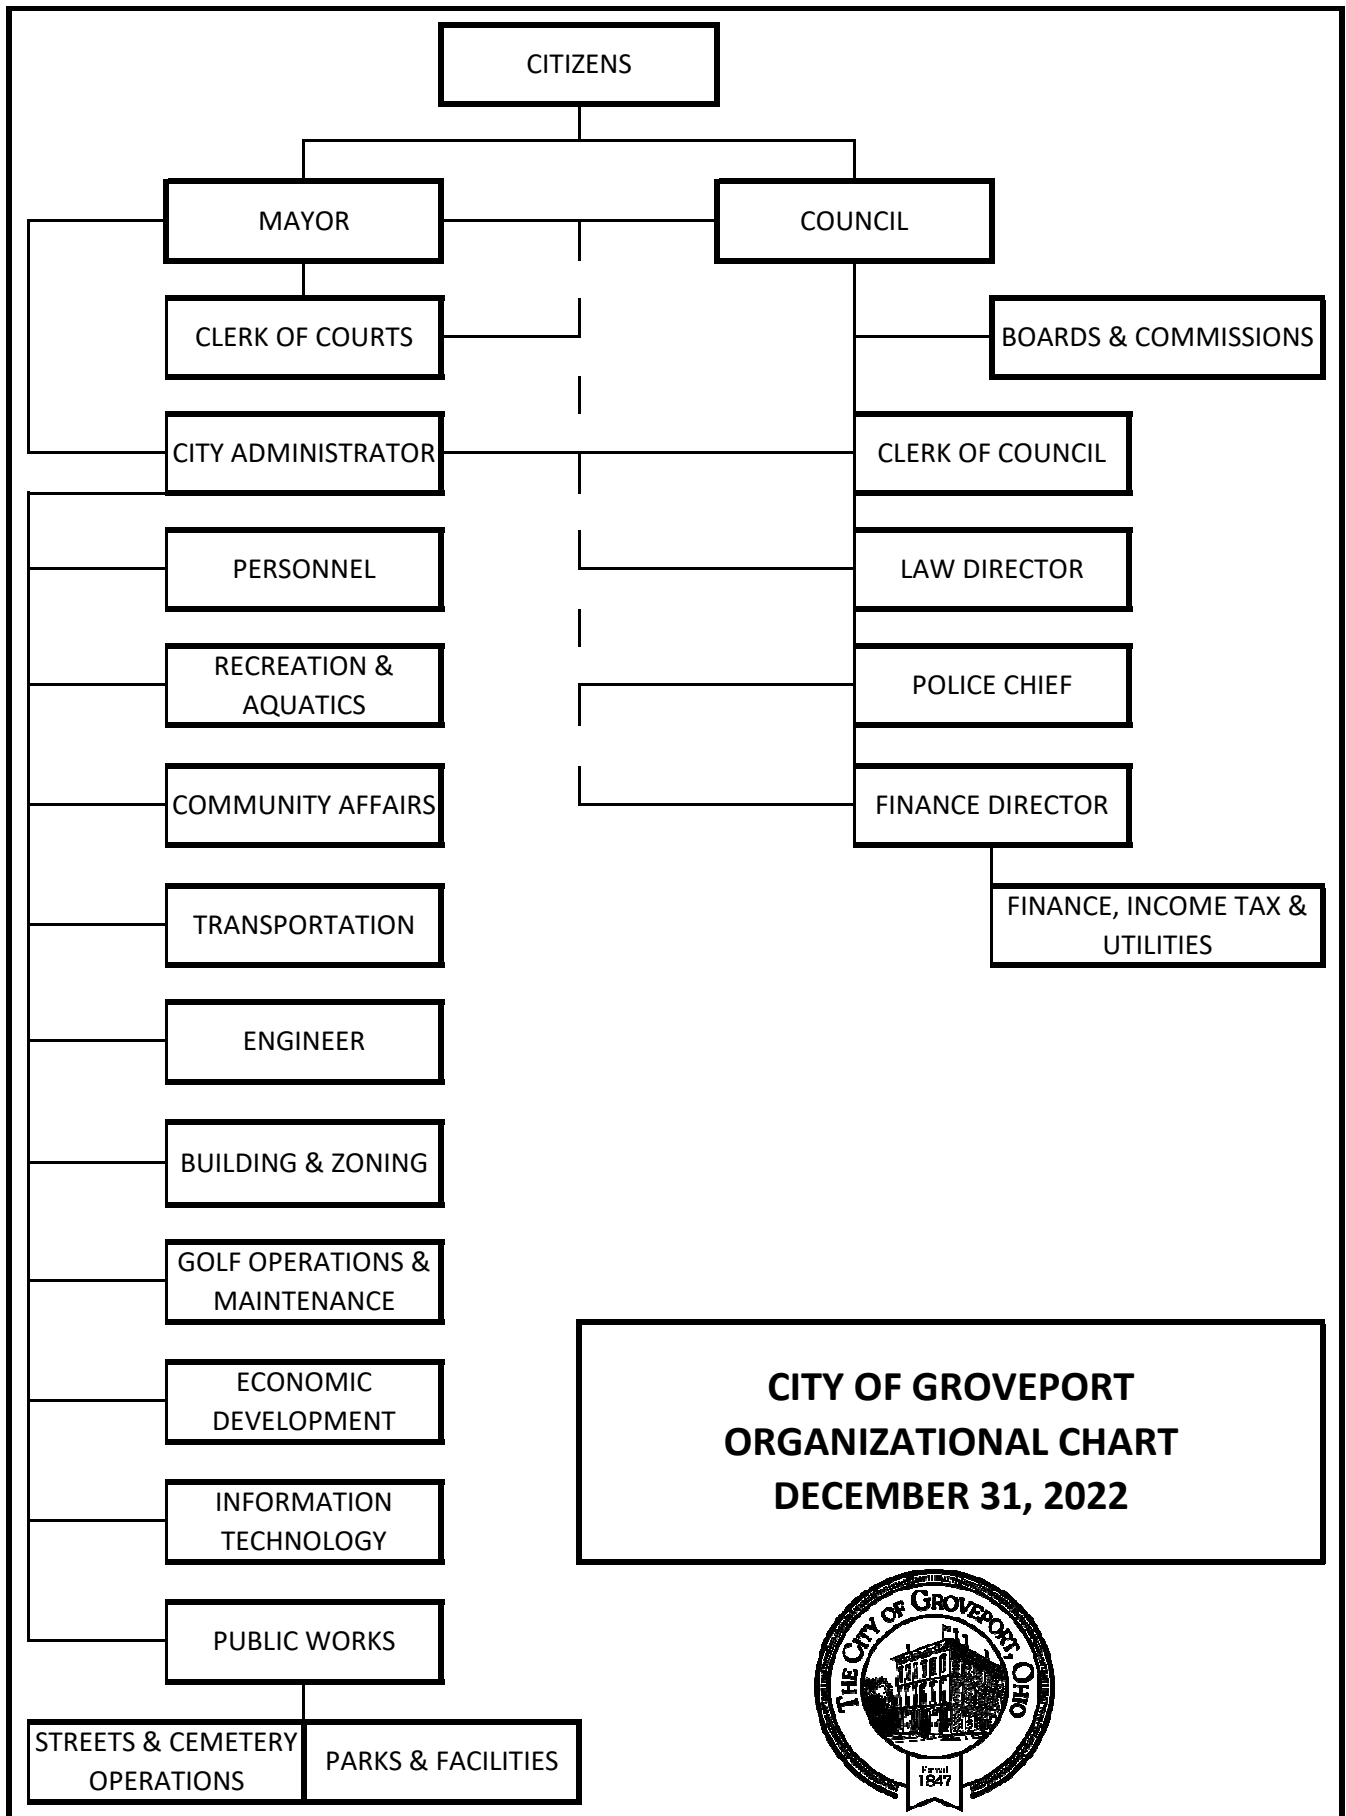 CITIZENS
MAYOR
COUNCIL
CLERK OF COURTS
BOARDS & COMMISSIONS
CITY ADMINISTRATOR
CLERK OF COUNCIL
PERSONNEL
LAW DIRECTOR
RECREATION &
AQUATICS
POLICE CHIEF
COMMUNITY AFFAIRS
FINANCE DIRECTOR
TRANSPORTATION
FINANCE, INCOME TAX &
UTILITIES
ENGINEER
BUILDING & ZONING
GOLF OPERATIONS &
MAINTENANCE
ECONOMIC
DEVELOPMENT
INFORMATION
TECHNOLOGY
PUBLIC WORKS
STREETS & CEMETERY
OPERATIONS
PARKS & FACILITIES
CITY OF GROVEPORT
ORGANIZATIONAL CHART
DECEMBER 31, 2022
THE CITY OF GROVEPORT, OHIO
1847